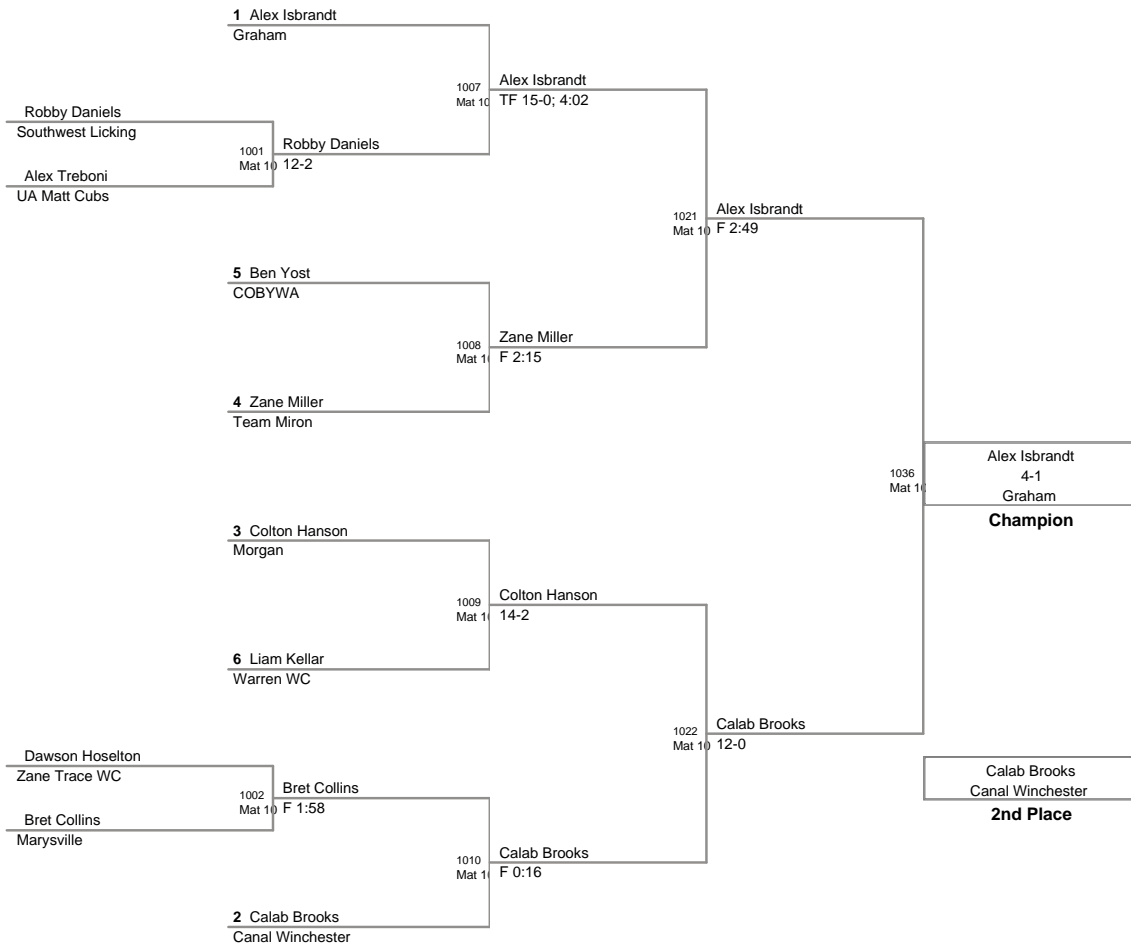 1 Alex Isbrandt
Graham
1007
Mat 10
Alex Isbrandt
TF 15-0; 4:02
Robby Daniels
Southwest Licking
1001
Mat 10
Robby Daniels
12-2
Alex Treboni
UA Matt Cubs
1021
Mat 10
Alex Isbrandt
F 2:49
5 Ben Yost
COBYWA
1008
Mat 10
Zane Miller
F 2:15
4 Zane Miller
Team Miron
1036
Mat 10
Alex Isbrandt
4-1
Graham
Champion
3 Colton Hanson
Morgan
1009
Mat 10
Colton Hanson
14-2
6 Liam Kellar
Warren WC
1022
Mat 10
Calab Brooks
12-0
Dawson Hoselton
Zane Trace WC
1002
Mat 10
Bret Collins
F 1:58
Bret Collins
Marysville
Calab Brooks
Canal Winchester
2nd Place
1010
Mat 10
Calab Brooks
F 0:16
2 Calab Brooks
Canal Winchester